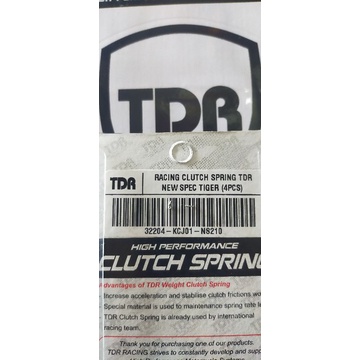 TDR
TDR
RACING CLUTCH SPRING TDR
NEW SPEC TIGER (4PCS)
32204-KCJ01-NS210
HIGH PERFORMANCE
CLUTCH SPRING
Advantages of TDR Weight Clutch Spring
Increase acceleration and stabilise clutch frictions wo
Special material is used to maintenance spring rate l
TDR Clutch Spring is already used by international
racing team.
Thank you for purchasing one of our products.
TDR RACING strives to constantly develop and sup